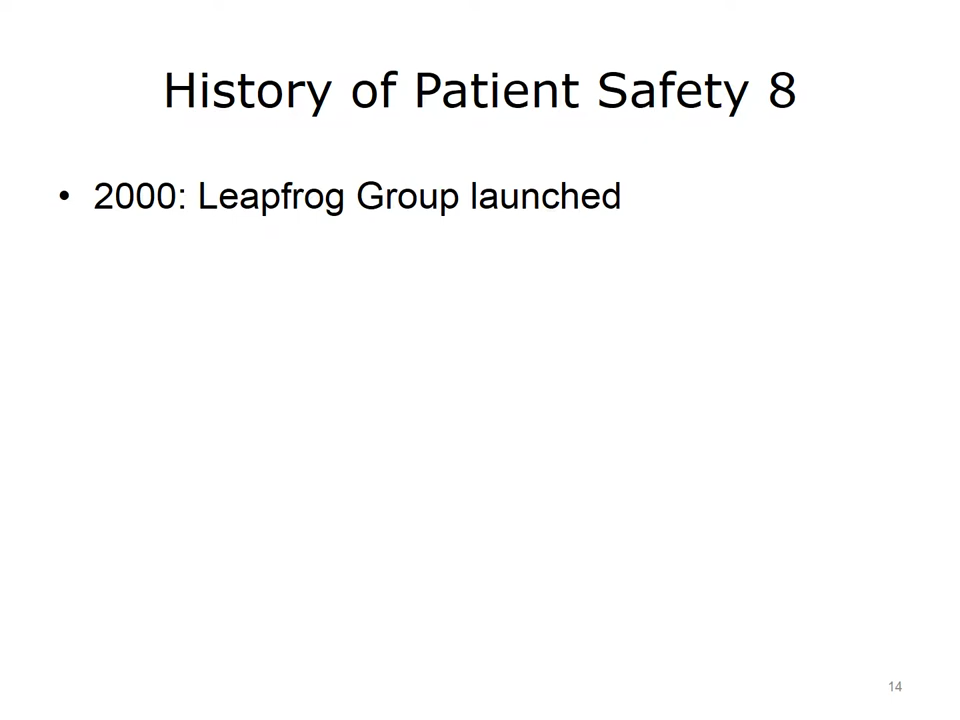 History of Patient Safety 8
• 2000: Leapfrog Group launched
14